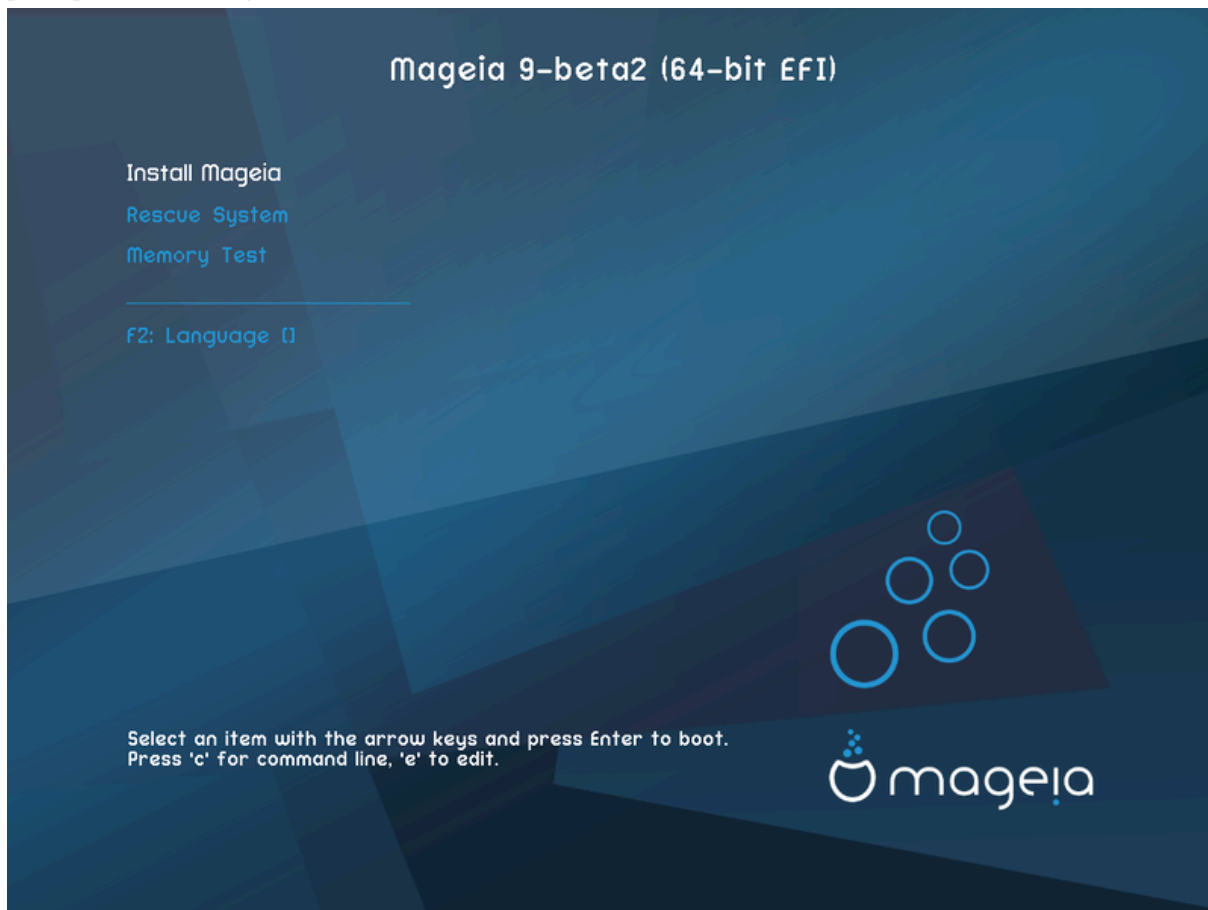 Mageia 9-beta2 (64-bit EFI)
Install Mageia
Rescue System
Memory Test
F2: Language []
Select an item with the arrow keys and press Enter to boot.
Press 'c' for command line, 'e' to edit.
mageia